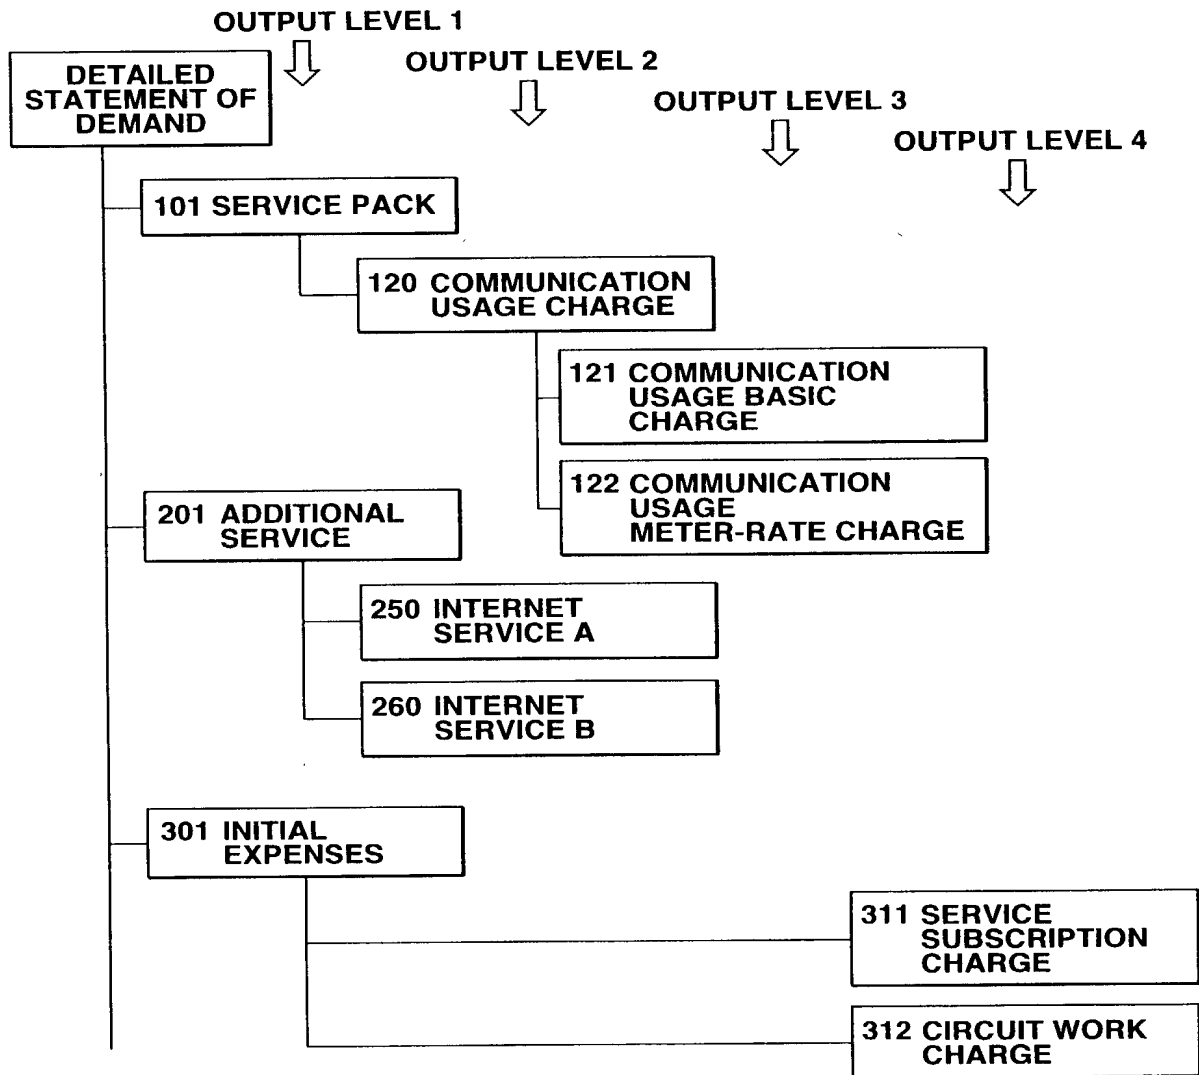 OUTPUT LEVEL 1
OUTPUT LEVEL 2
OUTPUT LEVEL 3
OUTPUT LEVEL 4
DETAILED
STATEMENT OF
DEMAND
101 SERVICE PACK
120 COMMUNICATION
USAGE CHARGE
121 COMMUNICATION
USAGE BASIC
CHARGE
122 COMMUNICATION
USAGE
METER-RATE CHARGE
201 ADDITIONAL
SERVICE
250 INTERNET
SERVICE A
260 INTERNET
SERVICE B
301 INITIAL
EXPENSES
311 SERVICE
SUBSCRIPTION
CHARGE
312 CIRCUIT WORK
CHARGE